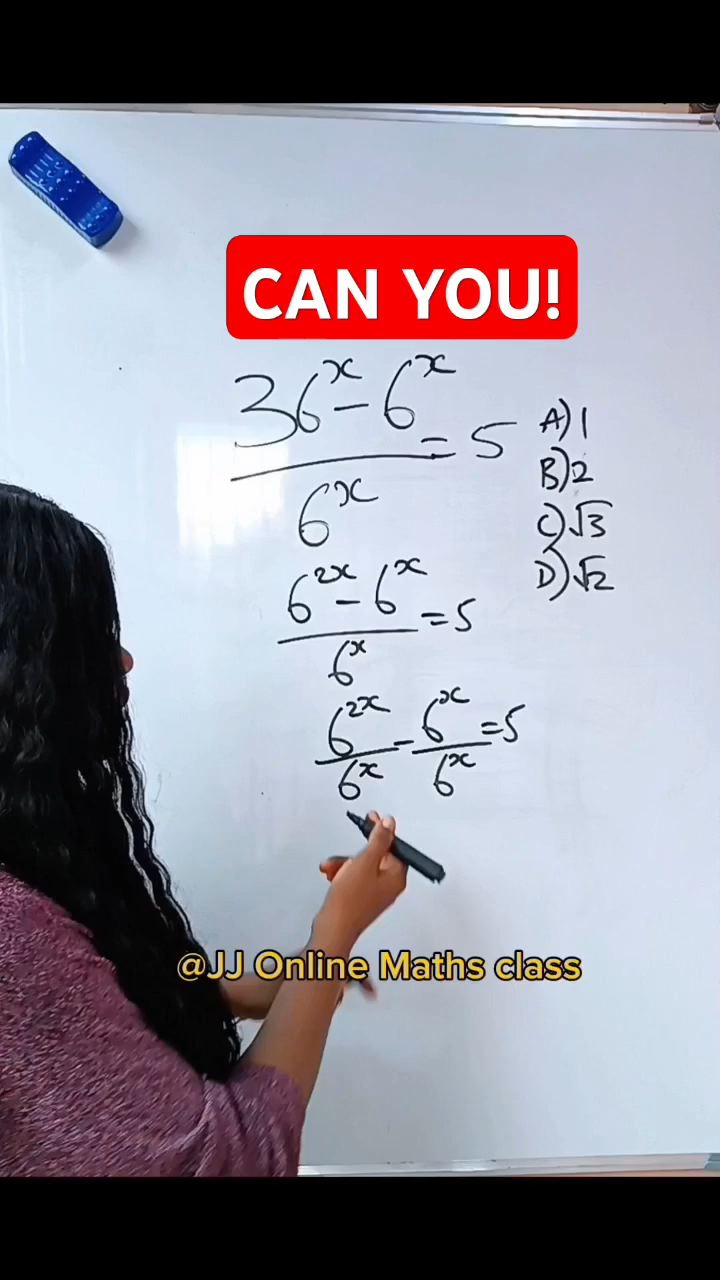 CAN YOU!
36^x - 6^x / 6^x = 5
A) 1
B) 2
C) √3
D) √2
6^2x - 6^x / 6^x = 5
6^2x / 6^x - 6^x / 6^x = 5
@JJ Online Maths class